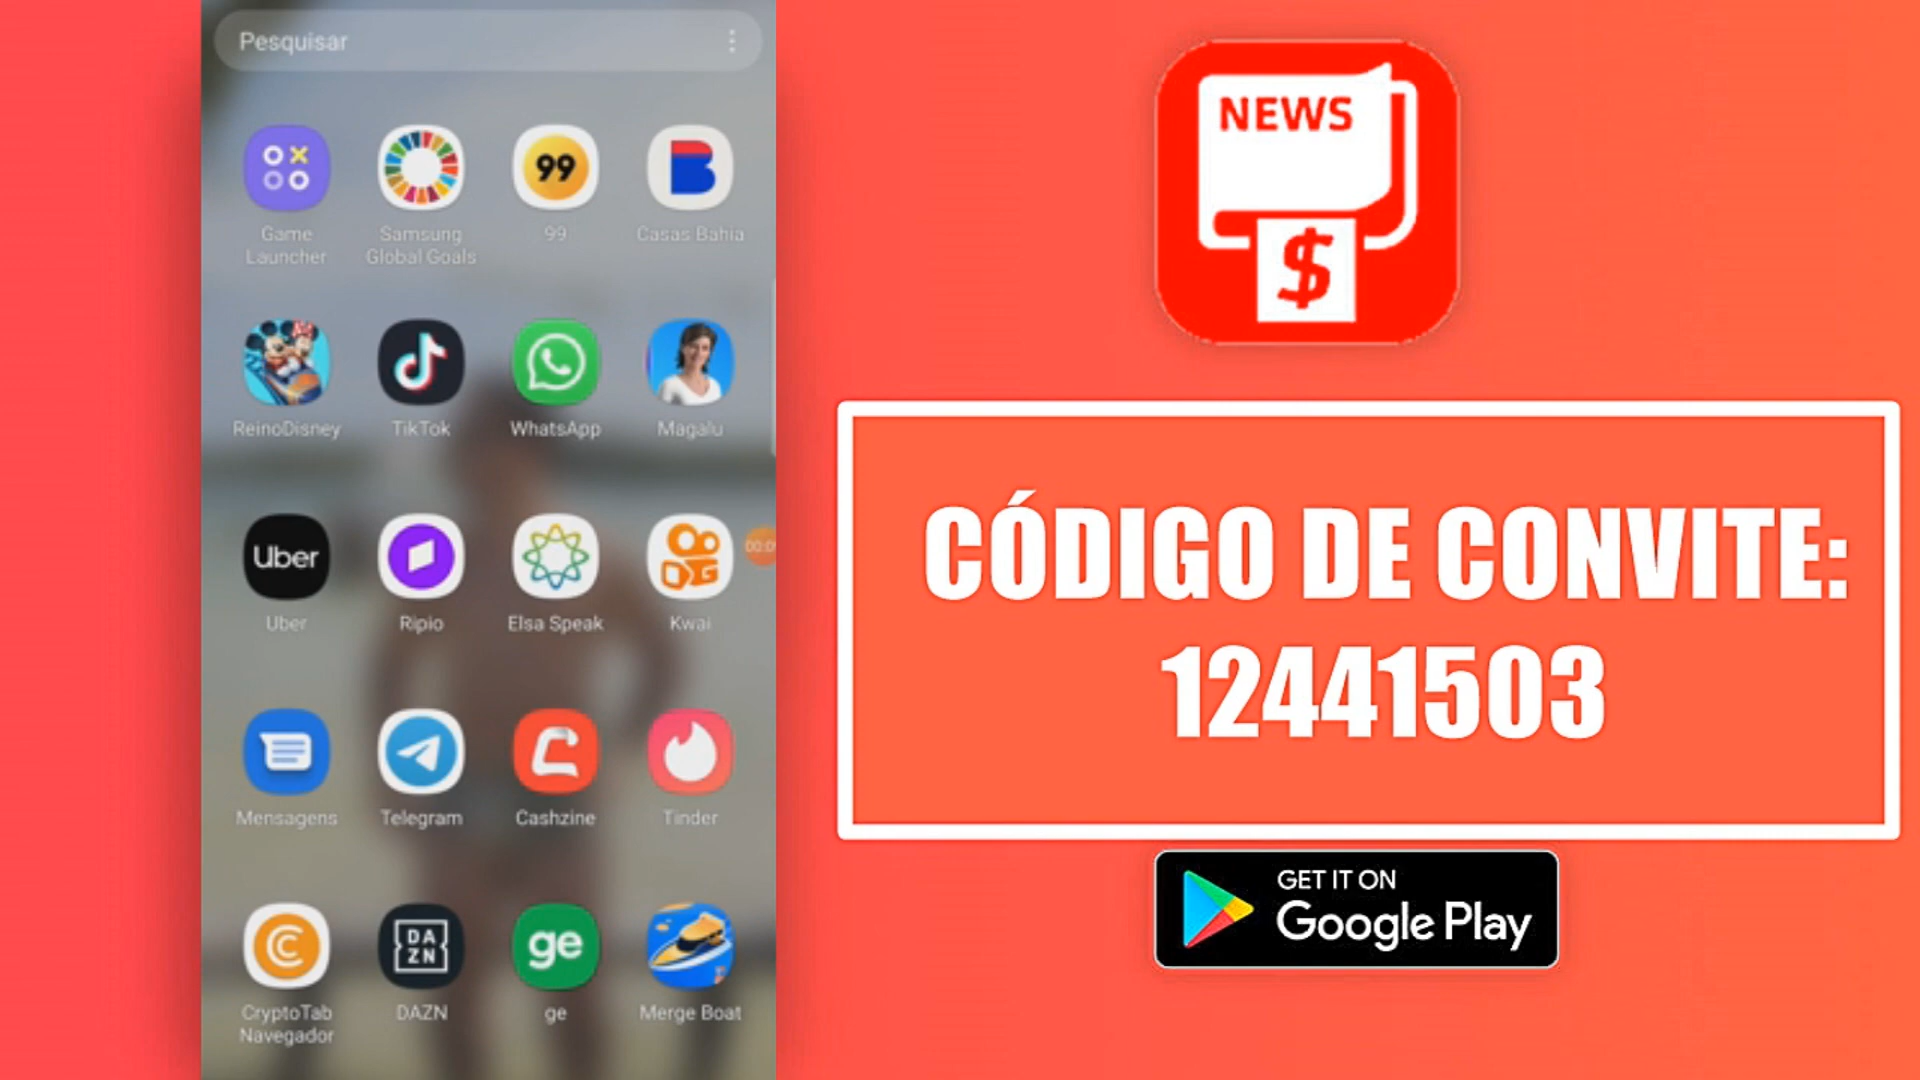 Pesquisar
Game
Launcher
Samsung
Global Goals
99
99
Casas Bahia
ReinoDisney
TikTok
WhatsApp
Magalu
Uber
Uber
Ripio
Elsa Speak
Kwai
Mensagens
Telegram
Cashzine
Tinder
CryptoTab
Navegador
DA
ZN
DAZN
ge
ge
Merge Boat
NEWS
$
CÓDIGO DE CONVITE:
12441503
GET IT ON
Google Play